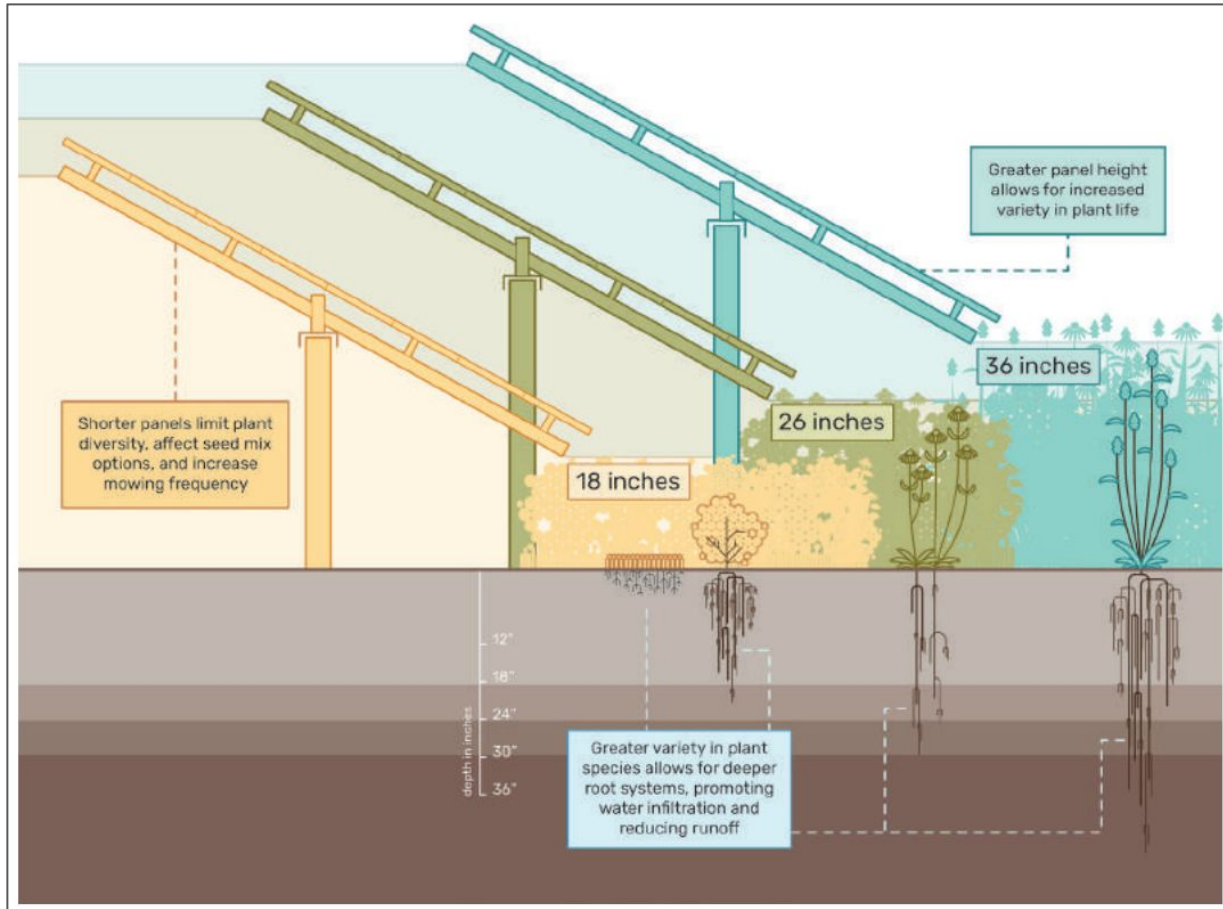 Greater panel height
allows for increased
variety in plant life
36 inches
26 inches
18 inches
Shorter panels limit plant
diversity, affect seed mix
options, and increase
mowing frequency
12"
18"
24"
30"
36"
depth in inches
Greater variety in plant
species allows for deeper
root systems, promoting
water infiltration and
reducing runoff